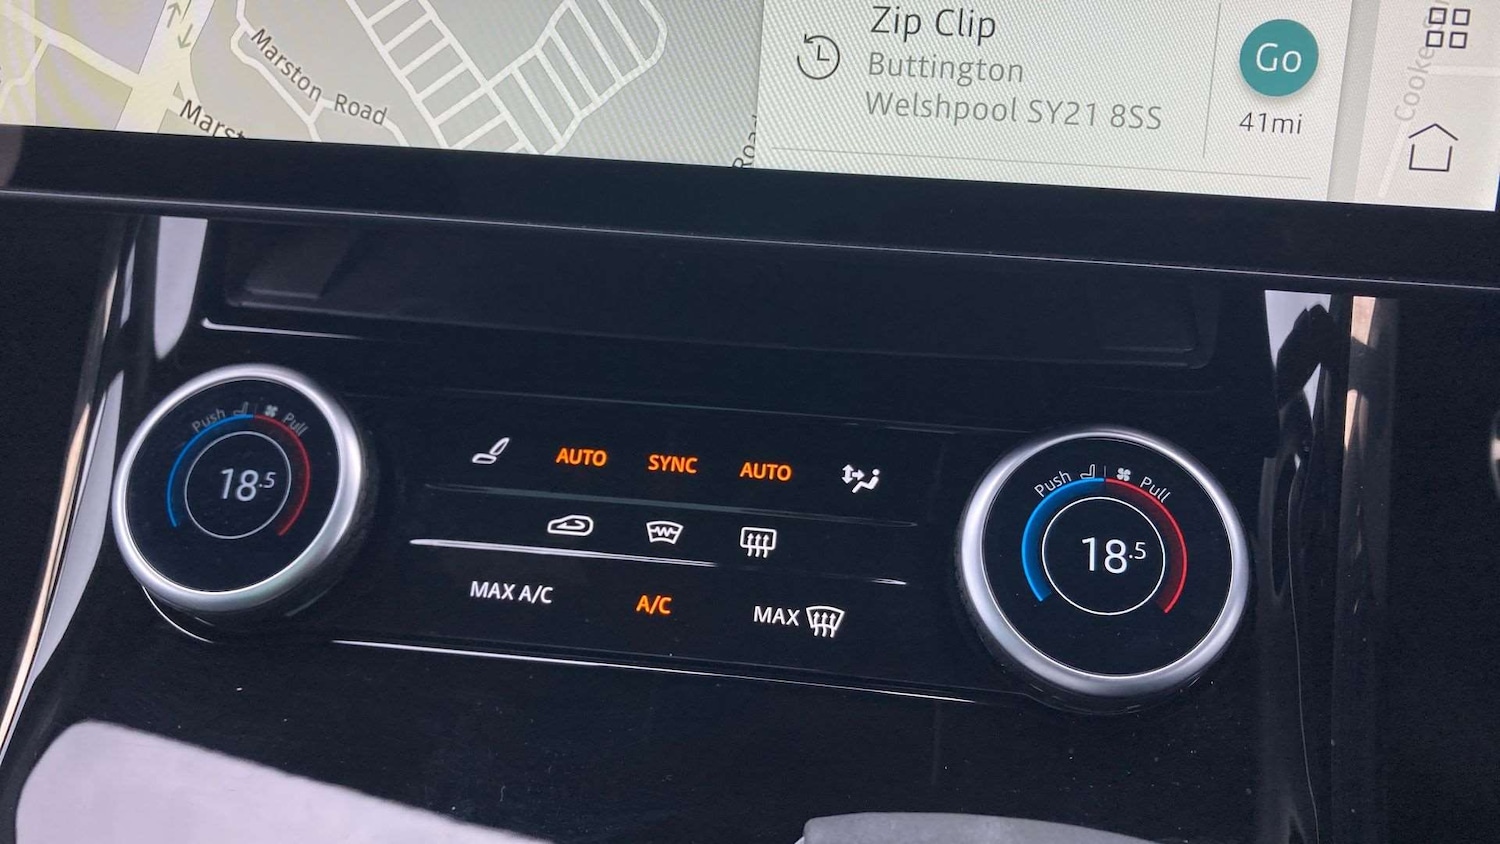 Zip Clip
Buttington
Welshpool SY21 8SS
Go
41mi
Marston Road
Push Pull
18.5
AUTO SYNC AUTO
MAX A/C A/C MAX
Push Pull
18.5